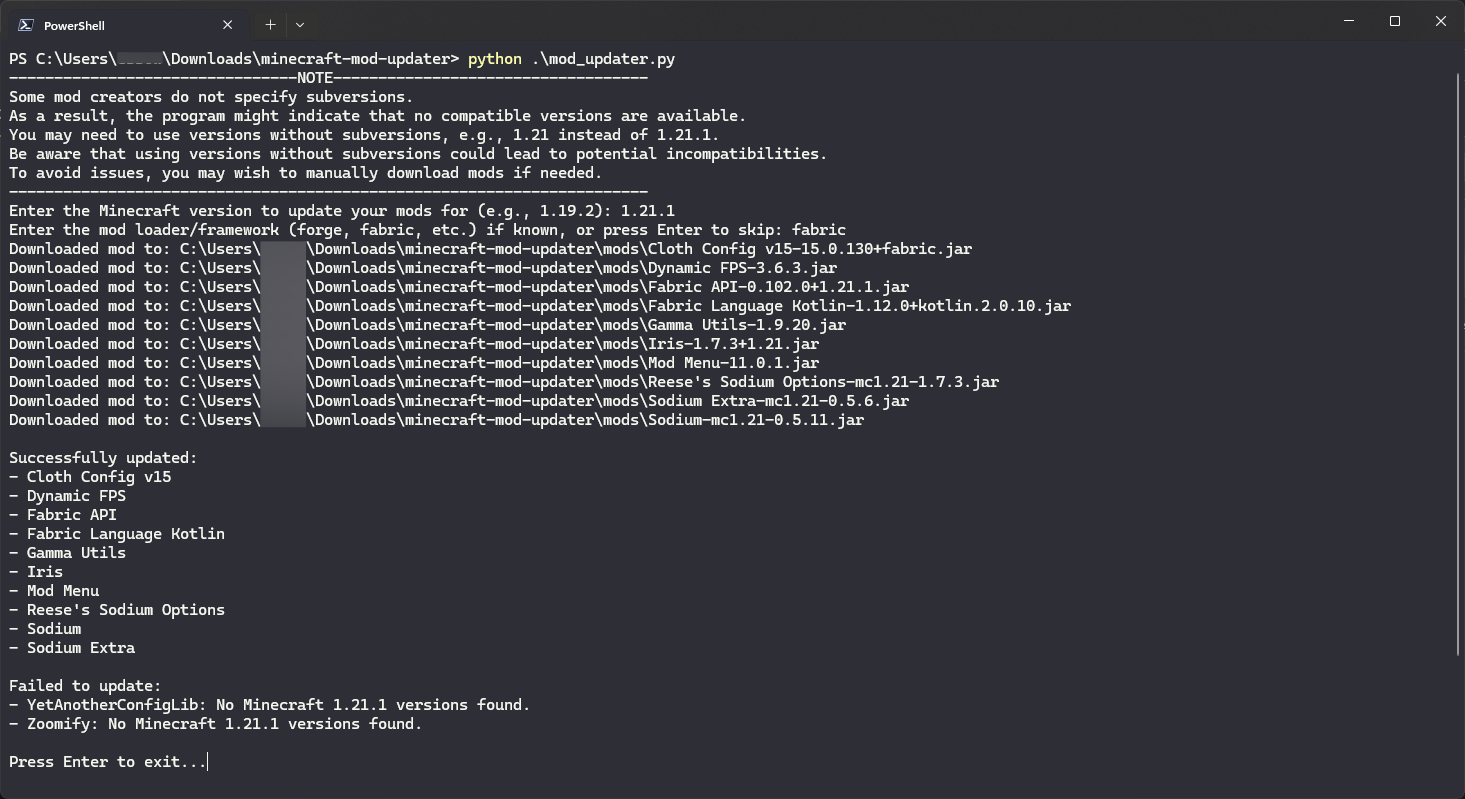 PowerShell
PS C:\Users\ \Downloads\minecraft-mod-updater> python .\mod_updater.py
--------------------------------NOTE-----------------------------------
Some mod creators do not specify subversions.
As a result, the program might indicate that no compatible versions are available.
You may need to use versions without subversions, e.g., 1.21 instead of 1.21.1.
Be aware that using versions without subversions could lead to potential incompatibilities.
To avoid issues, you may wish to manually download mods if needed.
-----------------------------------------------------------------------
Enter the Minecraft version to update your mods for (e.g., 1.19.2): 1.21.1
Enter the mod loader/framework (forge, fabric, etc.) if known, or press Enter to skip: fabric
Downloaded mod to: C:\Users\ \Downloads\minecraft-mod-updater\mods\Cloth Config v15-15.0.130+fabric.jar
Downloaded mod to: C:\Users\ \Downloads\minecraft-mod-updater\mods\Dynamic FPS-3.6.3.jar
Downloaded mod to: C:\Users\ \Downloads\minecraft-mod-updater\mods\Fabric API-0.102.0+1.21.1.jar
Downloaded mod to: C:\Users\ \Downloads\minecraft-mod-updater\mods\Fabric Language Kotlin-1.12.0+kotlin.2.0.10.jar
Downloaded mod to: C:\Users\ \Downloads\minecraft-mod-updater\mods\Gamma Utils-1.9.20.jar
Downloaded mod to: C:\Users\ \Downloads\minecraft-mod-updater\mods\Iris-1.7.3+1.21.jar
Downloaded mod to: C:\Users\ \Downloads\minecraft-mod-updater\mods\Mod Menu-11.0.1.jar
Downloaded mod to: C:\Users\ \Downloads\minecraft-mod-updater\mods\Reese's Sodium Options-mc1.21-1.7.3.jar
Downloaded mod to: C:\Users\ \Downloads\minecraft-mod-updater\mods\Sodium Extra-mc1.21-0.5.6.jar
Downloaded mod to: C:\Users\ \Downloads\minecraft-mod-updater\mods\Sodium-mc1.21-0.5.11.jar
Successfully updated:
- Cloth Config v15
- Dynamic FPS
- Fabric API
- Fabric Language Kotlin
- Gamma Utils
- Iris
- Mod Menu
- Reese's Sodium Options
- Sodium
- Sodium Extra
Failed to update:
- YetAnotherConfigLib: No Minecraft 1.21.1 versions found.
- Zoomify: No Minecraft 1.21.1 versions found.
Press Enter to exit...